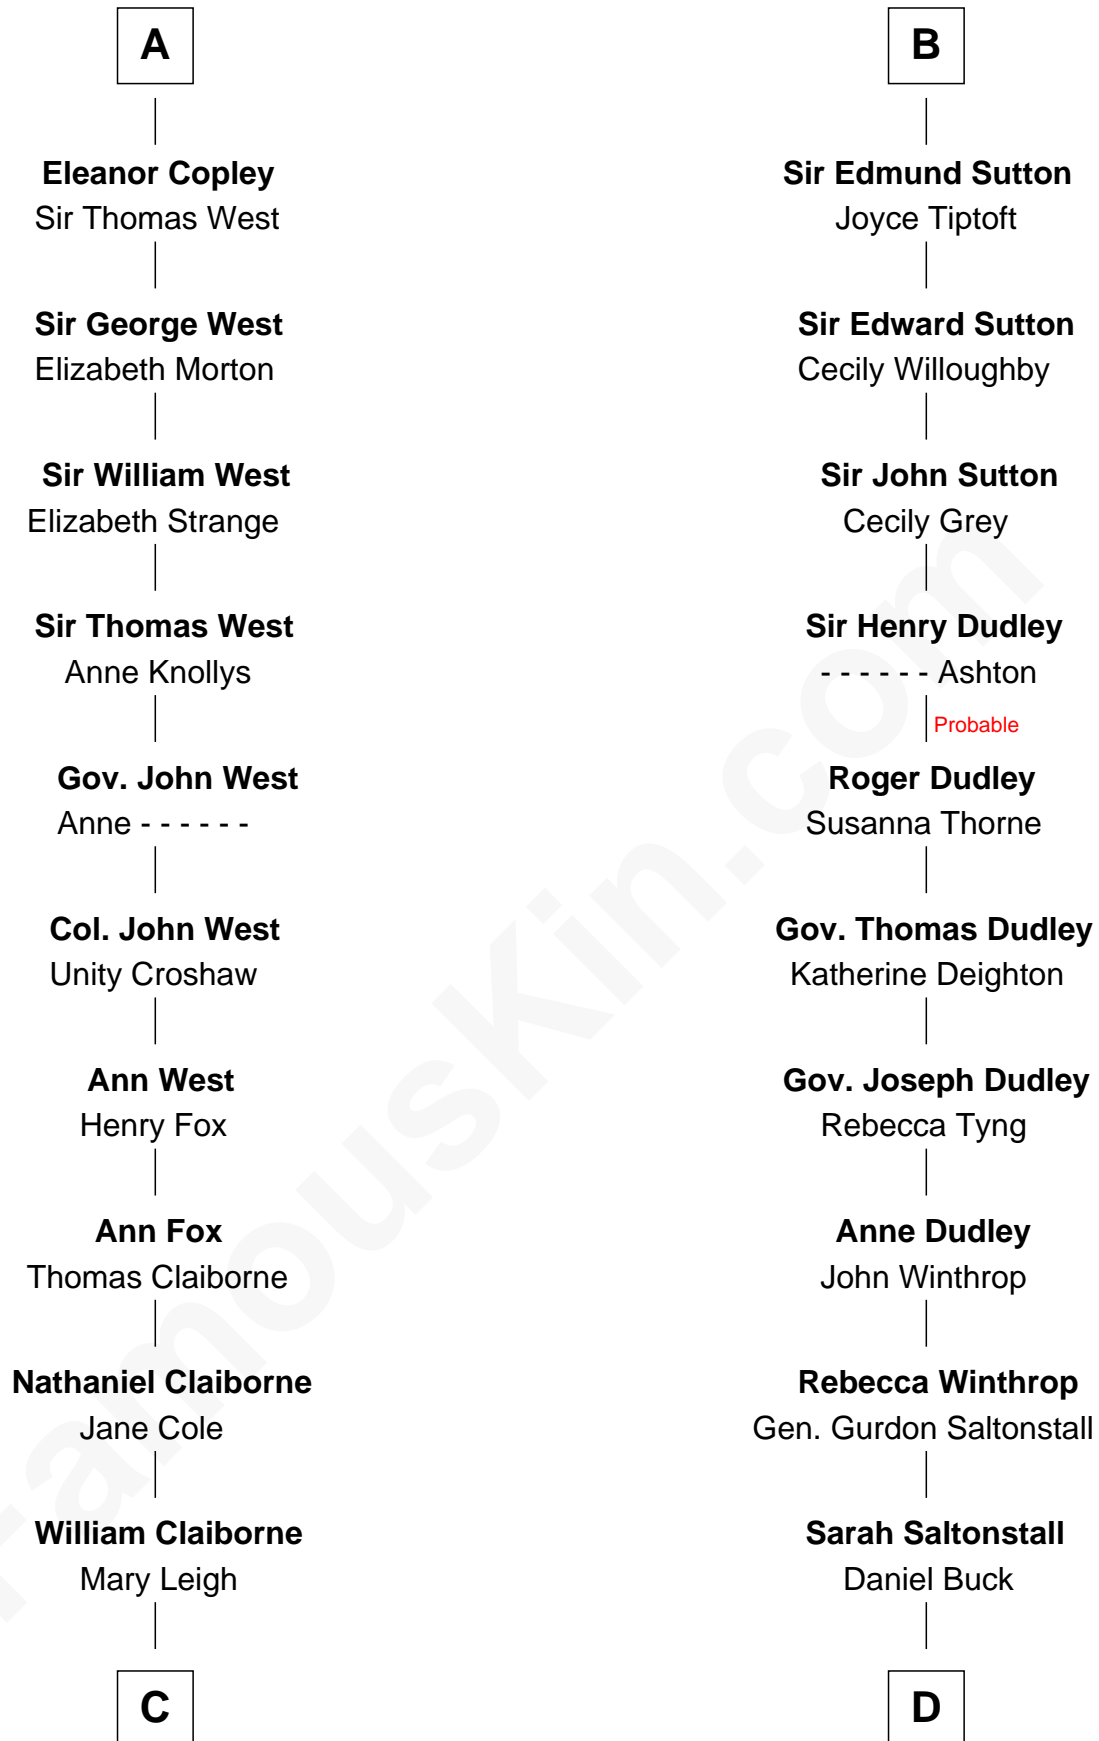 A
Eleanor Copley
Sir Thomas West
Sir George West
Elizabeth Morton
Sir William West
Elizabeth Strange
Sir Thomas West
Anne Knollys
Gov. John West
Anne - - - - - -
Col. John West
Unity Croshaw
Ann West
Henry Fox
Ann Fox
Thomas Claiborne
Nathaniel Claiborne
Jane Cole
William Claiborne
Mary Leigh
C
B
Sir Edmund Sutton
Joyce Tiptoft
Sir Edward Sutton
Cecily Willoughby
Sir John Sutton
Cecily Grey
Sir Henry Dudley
- - - - - - Ashton
Probable
Roger Dudley
Susanna Thorne
Gov. Thomas Dudley
Katherine Deighton
Gov. Joseph Dudley
Rebecca Tyng
Anne Dudley
John Winthrop
Rebecca Winthrop
Gen. Gurdon Saltonstall
Sarah Saltonstall
Daniel Buck
D
FamousKin.com